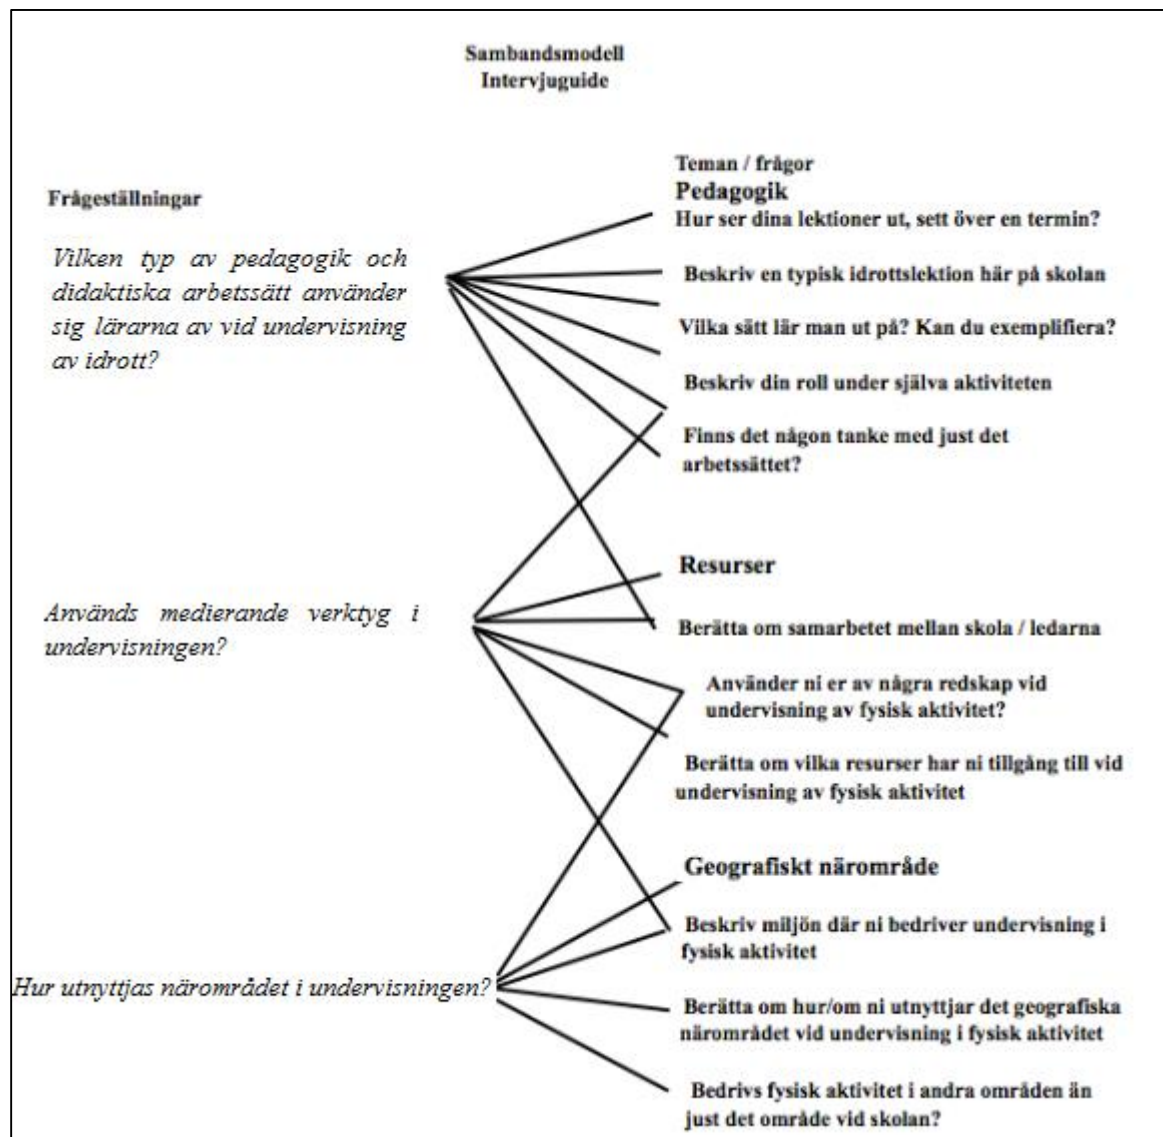 Sambandsmodell
Intervjuguide
Frågeställningar
Vilken typ av pedagogik och
didaktiska arbetssätt använder
sig lärarna av vid undervisning
av idrott?
Används medierande verktyg i
undervisningen?
Hur utnyttjas närområdet i undervisningen?
Teman / frågor
Pedagogik
Hur ser dina lektioner ut, sett över en termin?
Beskriv en typisk idrottslektion här på skolan
Vilka sätt lär man ut på? Kan du exemplifiera?
Beskriv din roll under själva aktiviteten
Finns det någon tanke med just det
arbetssättet?
Resurser
Berätta om samarbetet mellan skola / ledarna
Använder ni er av några redskap vid
undervisning av fysisk aktivitet?
Berätta om vilka resurser har ni tillgång till vid
undervisning av fysisk aktivitet
Geografiskt närområde
Beskriv miljön där ni bedriver undervisning i
fysisk aktivitet
Berätta om hur/om ni utnyttjar det geografiska
närområdet vid undervisning i fysisk aktivitet
Bedrivs fysisk aktivitet i andra områden än
just det område vid skolan?